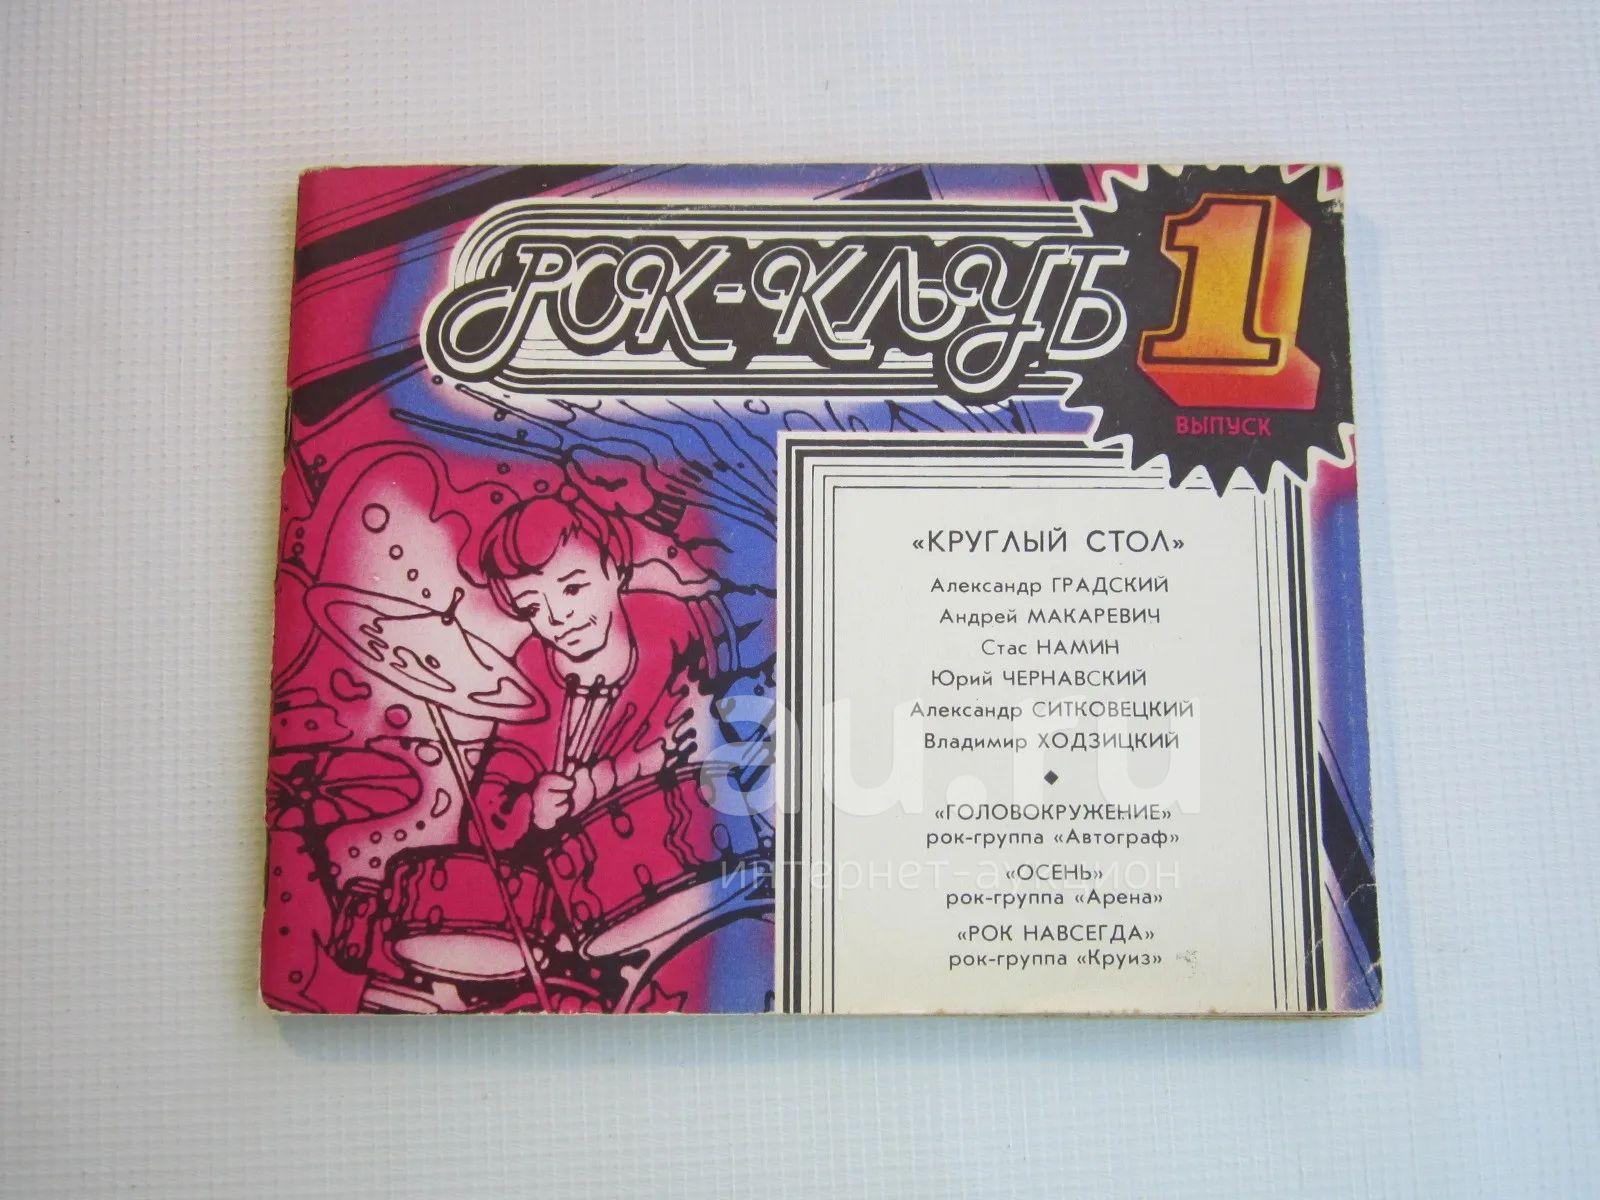 РОК-КЛУБ
1
ВЫПУСК
«КРУГЛЫЙ СТОЛ»
Александр ГРАДСКИЙ
Андрей МАКАРЕВИЧ
Стас НАМИН
Юрий ЧЕРНАВСКИЙ
Александр СИТКОВЕЦКИЙ
Владимир ХОДЗИЦКИЙ
«ГОЛОВОКРУЖЕНИЕ»
рок-группа «Автограф»
«ОСЕНЬ»
рок-группа «Арена»
«РОК НАВСЕГДА»
рок-группа «Круиз»
au.ru
интернет-аукцион